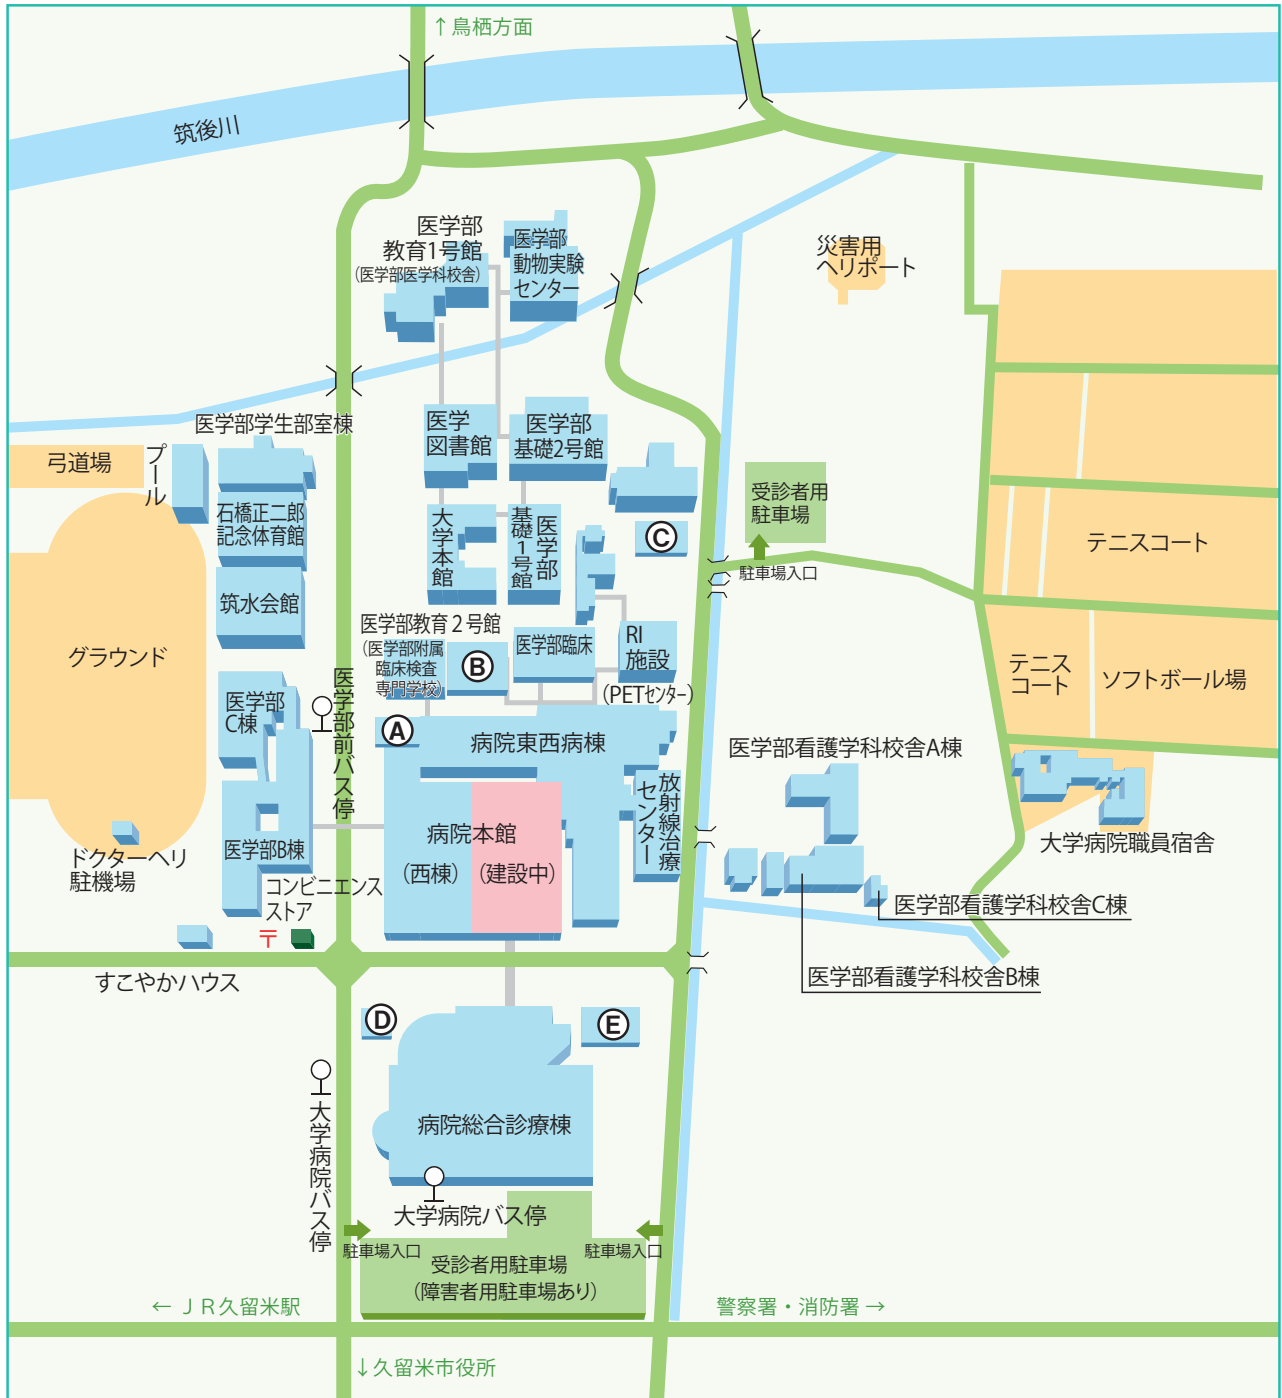 ↑鳥栖方面
筑後川
医学部
教育1号館
（医学部医学科校舎）
医学部
動物実験
センター
災害用
ヘリポート
医学部学生部室棟
弓道場
プール
石橋正二郎
記念体育館
筑水会館
グラウンド
医学
図書館
医学部
基礎2号館
大学本館
医学部
基礎1号館
C
受診者用
駐車場
駐車場入口
テニスコート
テニス
コート
ソフトボール場
医学部教育２号館
（医学部附属
臨床検査
専門学校）
B
医学部臨床
RI
施設
（PETセンター）
医学部
C棟
医学部前バス停
A
病院東西病棟
放射線治療
センター
医学部看護学科校舎A棟
病院本館
（西棟）
（建設中）
医学部B棟
ドクターヘリ
駐機場
コンビニエンス
ストア
〒
大学病院職員宿舎
医学部看護学科校舎C棟
医学部看護学科校舎B棟
すこやかハウス
D
E
大学病院バス停
病院総合診療棟
大学病院バス停
駐車場入口
駐車場入口
受診者用駐車場
（障害者用駐車場あり）
←ＪＲ久留米駅
警察署・消防署→
↓久留米市役所